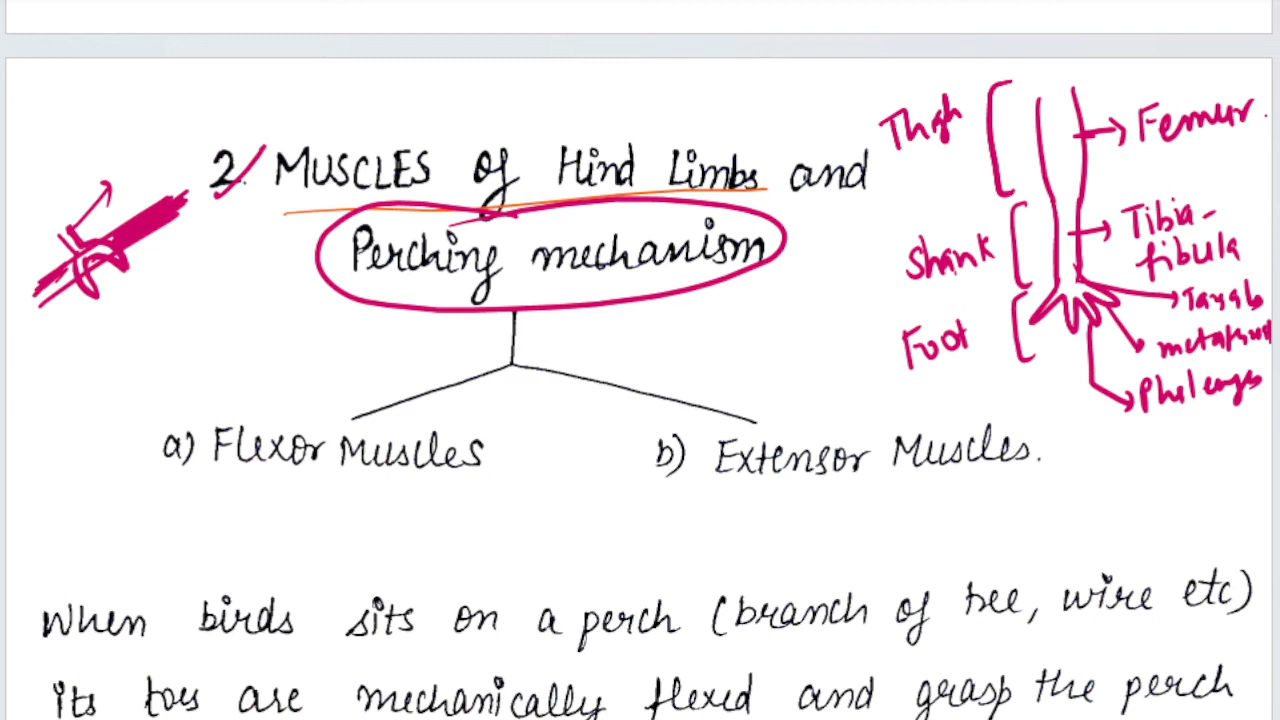 2. MUSCLES of Hind Limbs and
Perching mechanism
a) FLEXOR MUSCLES
b) EXTENSOR MUSCLES.
When birds sits on a perch (branch of tree, wire etc)
its toes are mechanically flexed and grasp the perch
Thigh
Femur.
Shank
Tibia-
fibula
Foot